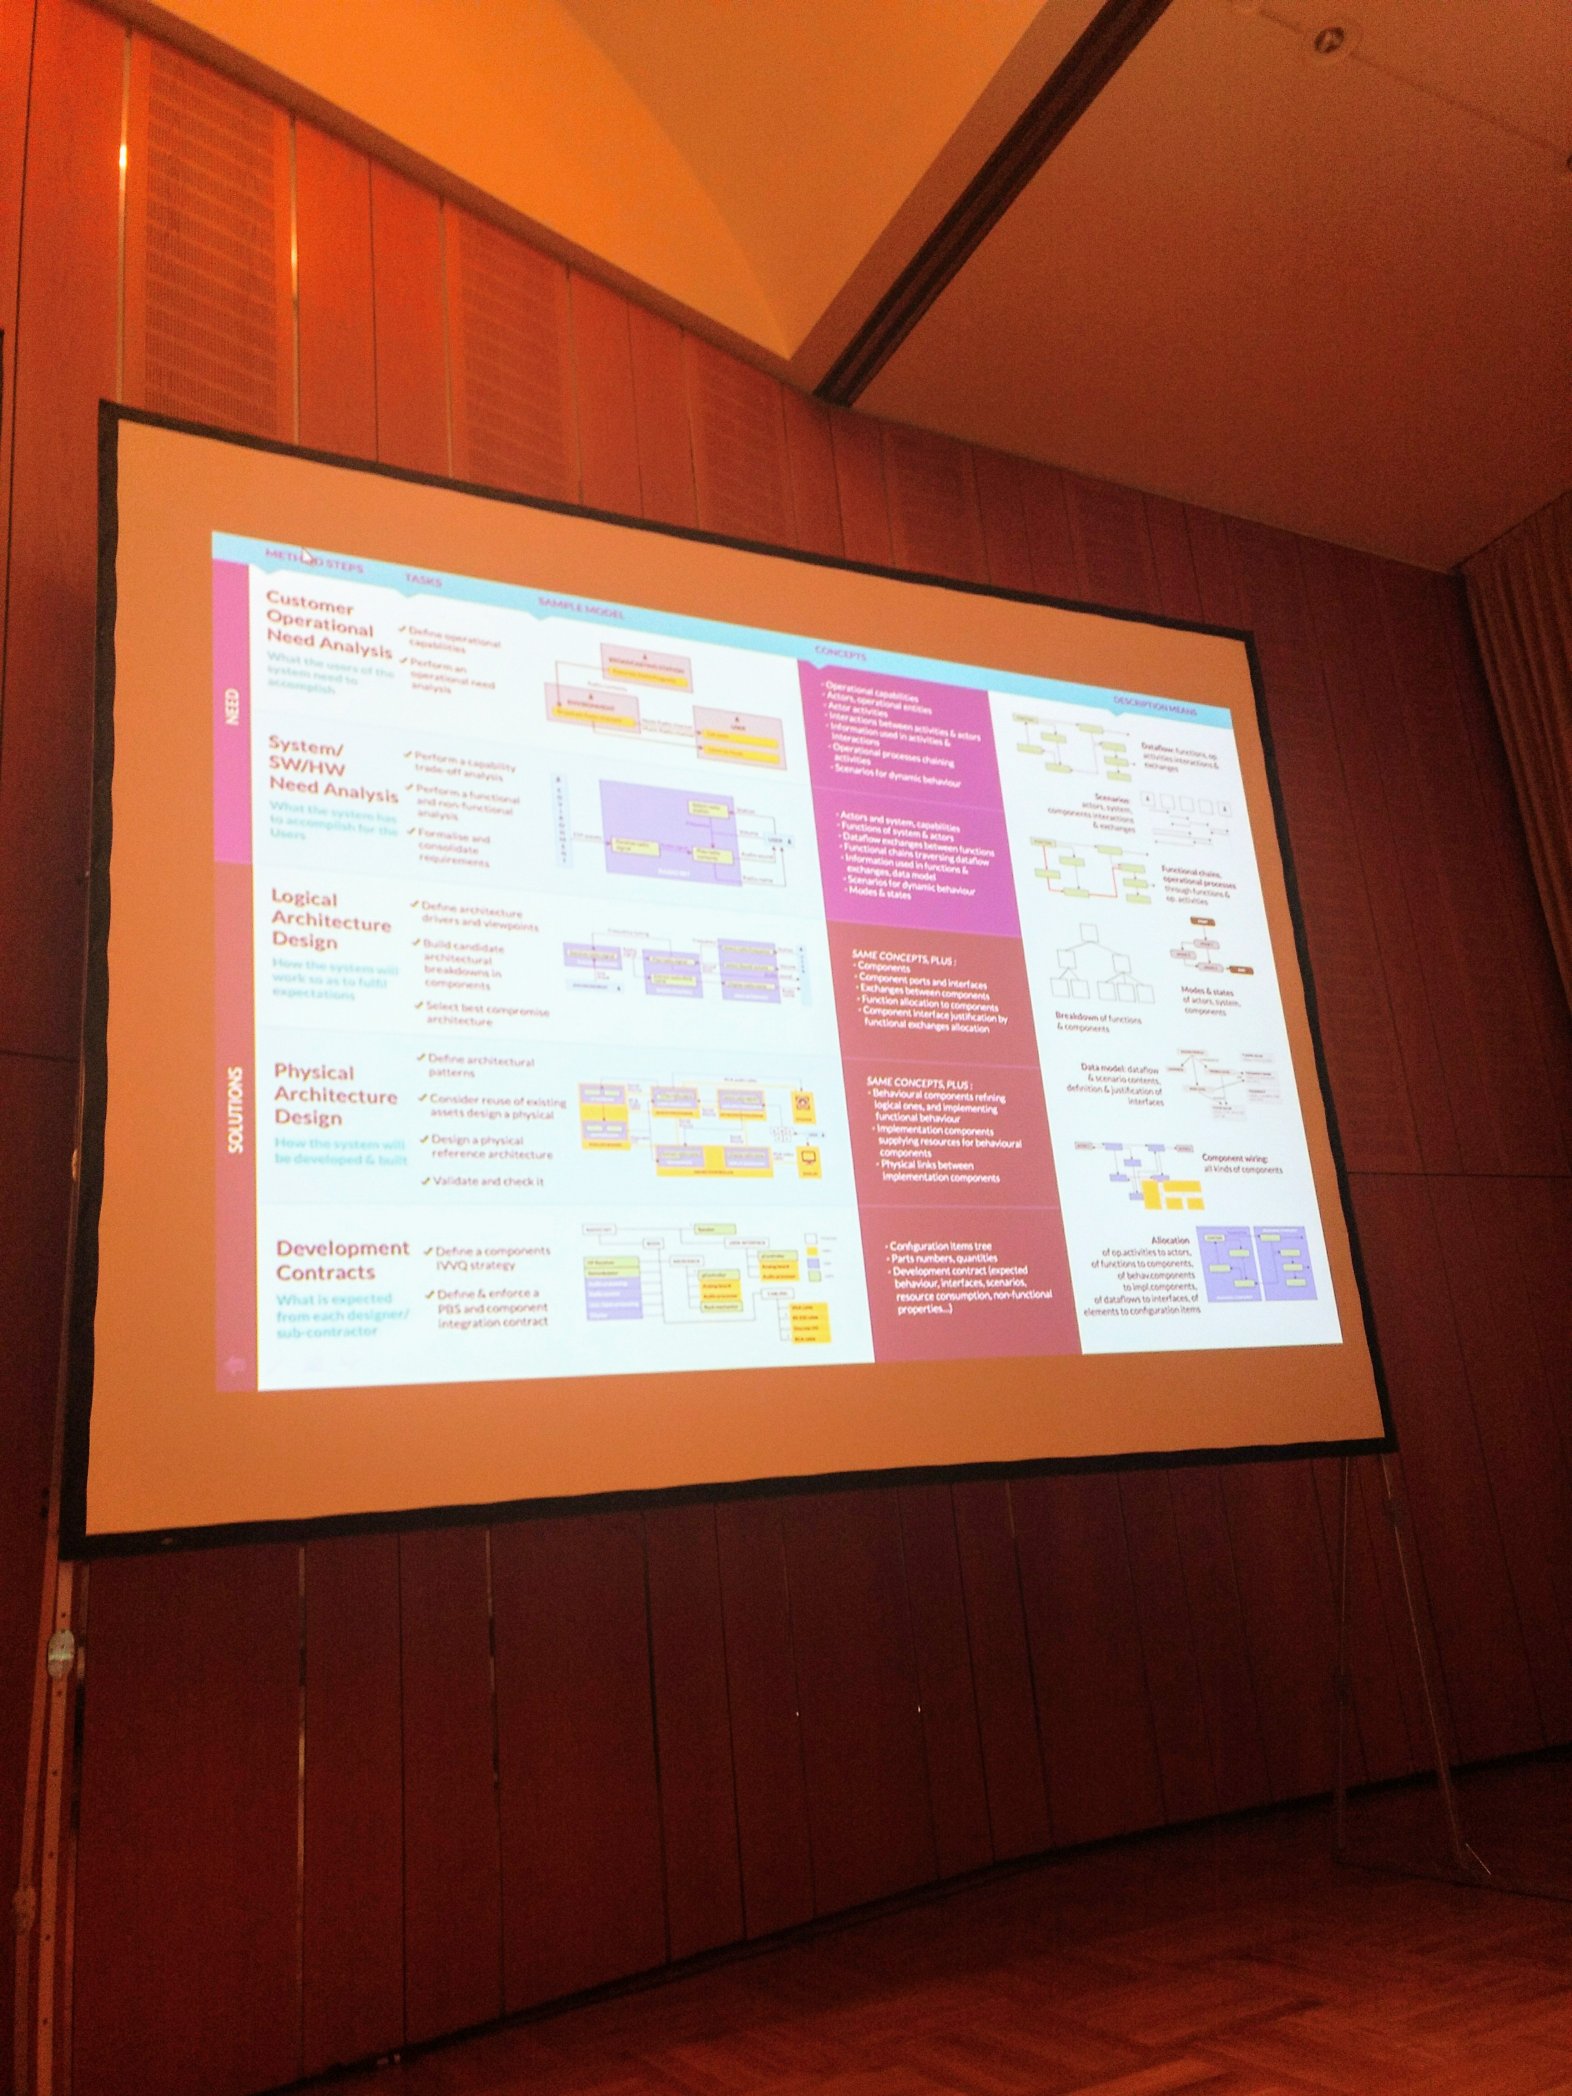 METHOD STEPS
TASKS
SAMPLE MODEL
CONCEPTS
DESCRIPTION MEANS
NEED
Customer
Operational
Need Analysis
What the users of the
system need to
accomplish
✓ Define operational
capabilities
✓ Perform an
operational need
analysis
ENVIRONMENT
USER
- Operational capabilities
- Actors, operational entities
- Actor activities
- Interactions between activities & actors
- Information used in activities &
interactions
- Operational processes chaining
activities
- Scenarios for dynamic behaviour
System/
SW/HW
Need Analysis
What the system has
to accomplish for the
Users
✓ Perform a capability
trade-off analysis
✓ Perform a functional
and non-functional
analysis
✓ Formalise and
consolidate
requirements
- Actors and system, capabilities
- Functions of system & actors
- Dataflow exchanges between functions
- Functional chains traversing dataflow
- Information used in functions &
exchanges, data model
- Scenarios for dynamic behaviour
- Modes & states
SOLUTIONS
Logical
Architecture
Design
How the system will
work so as to fulfil
expectations
✓ Define architecture
drivers and viewpoints
✓ Build candidate
architectural
breakdowns in
components
✓ Select best compromise
architecture
SAME CONCEPTS, PLUS :
- Components
- Component ports and interfaces
- Exchanges between components
- Function allocation to components
- Component interface justification by
functional exchanges allocation
Physical
Architecture
Design
How the system will
be developed & built
✓ Define architectural
patterns
✓ Consider reuse of existing
assets design a physical
✓ Design a physical
reference architecture
✓ Validate and check it
SAME CONCEPTS, PLUS :
- Behavioural components refining
logical ones, and implementing
functional behaviour
- Implementation components
supplying resources for behavioural
components
- Physical links between
implementation components
Development
Contracts
What is expected
from each designer/
sub-contractor
✓ Define a components
IVVQ strategy
✓ Define & enforce a
PBS and component
integration contract
- Configuration items tree
- Parts numbers, quantities
- Development contract (expected
behaviour, interfaces, scenarios,
resource consumption, non-functional
properties...)
Dataflow: functions, op.
activities interactions &
exchanges
Scenarios:
actors, system,
components interactions
& exchanges
Functional chains,
operational processes
through functions &
op. activities
Modes & states
of actors, system,
components
Breakdown of functions
& components
Data model: dataflow
& scenario contents,
definition & justification of
interfaces
Component wiring:
all kinds of components
Allocation
of op.activities to actors,
of functions to components,
of behav.components
to impl.components,
of dataflows to interfaces, of
elements to configuration items